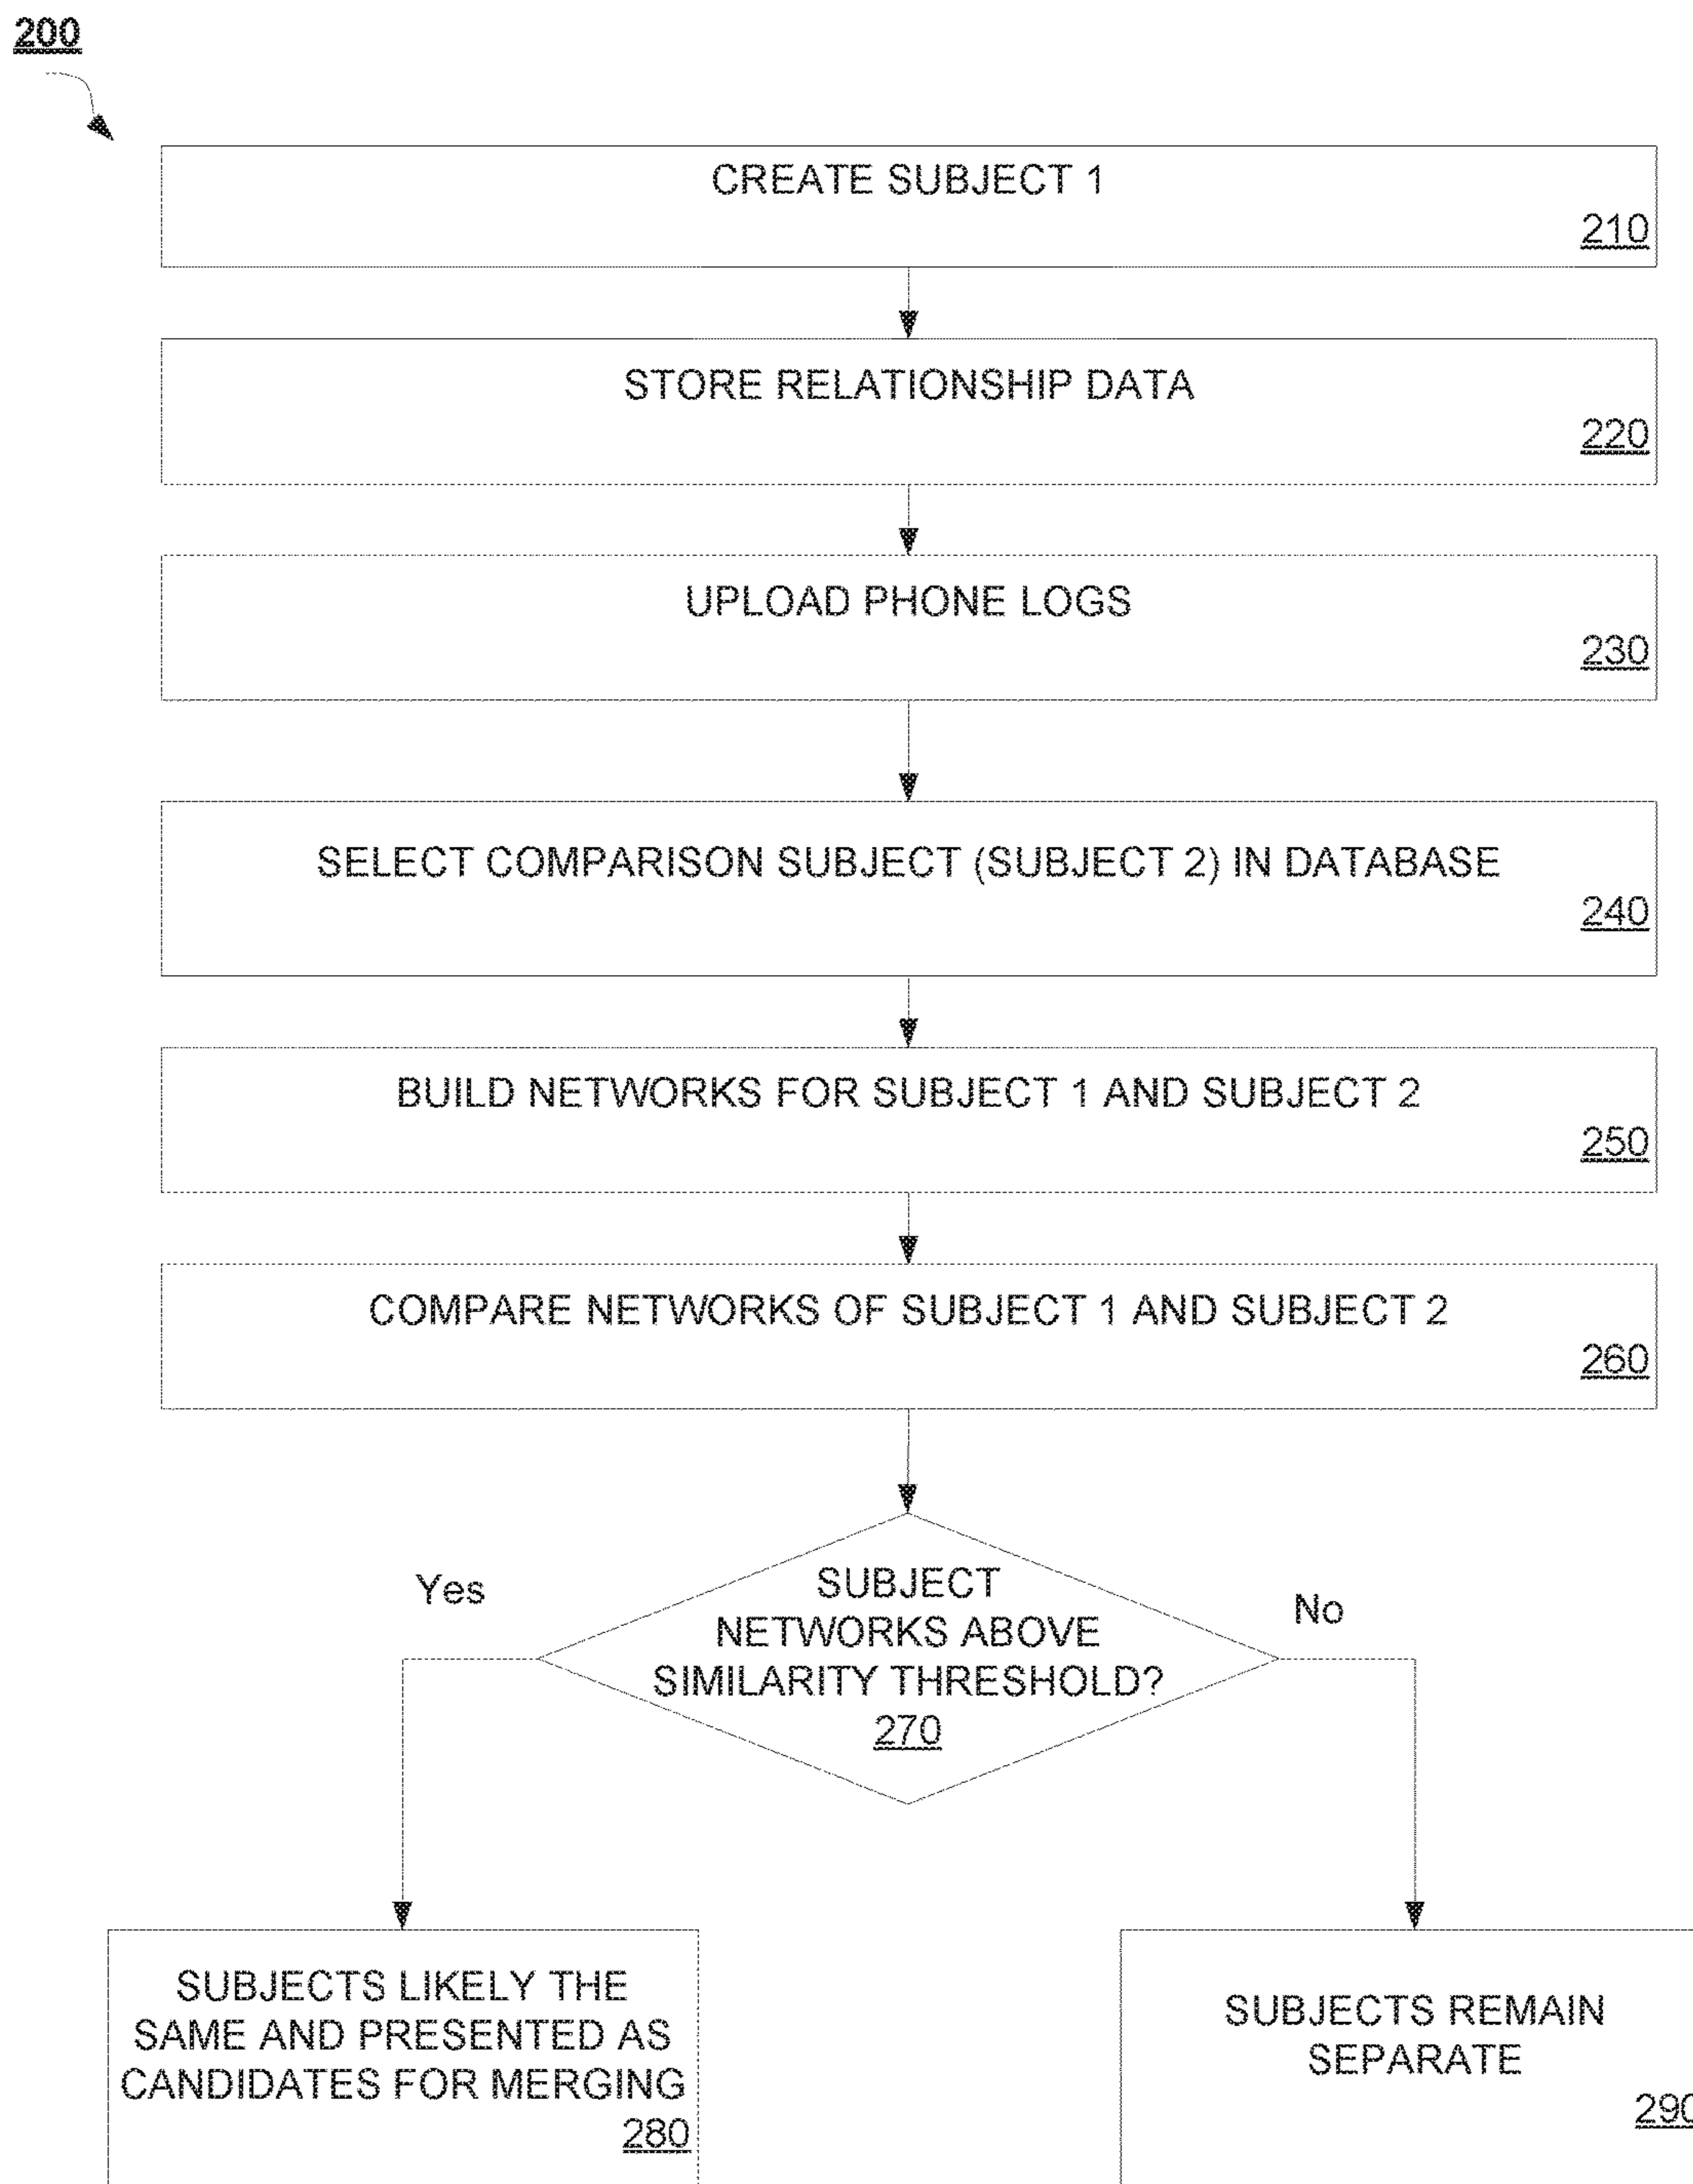 200
CREATE SUBJECT 1
210
STORE RELATIONSHIP DATA
220
UPLOAD PHONE LOGS
230
SELECT COMPARISON SUBJECT (SUBJECT 2) IN DATABASE
240
BUILD NETWORKS FOR SUBJECT 1 AND SUBJECT 2
250
COMPARE NETWORKS OF SUBJECT 1 AND SUBJECT 2
260
SUBJECT
NETWORKS ABOVE
SIMILARITY THRESHOLD?
270
Yes
No
SUBJECTS LIKELY THE
SAME AND PRESENTED AS
CANDIDATES FOR MERGING
280
SUBJECTS REMAIN
SEPARATE
290